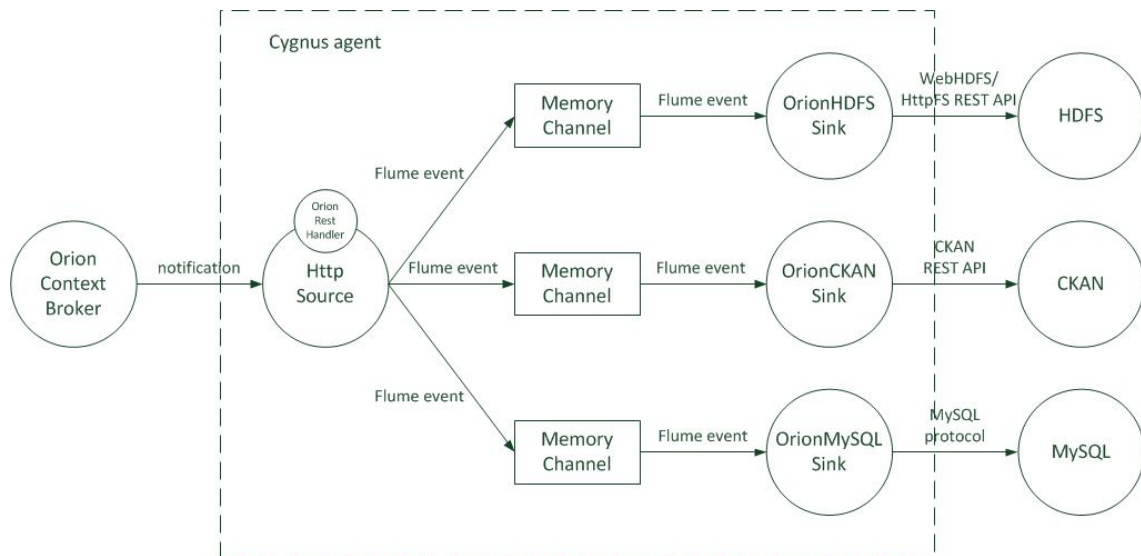 Cygnus agent
Orion
Context
Broker
notification
Orion
Rest
Handler
Http
Source
Flume event
Memory
Channel
Flume event
OrionHDFS
Sink
WebHDFS/
HttpFS REST API
HDFS
Flume event
Memory
Channel
Flume event
OrionCKAN
Sink
CKAN
REST API
CKAN
Flume event
Memory
Channel
Flume event
OrionMySQL
Sink
MySQL
protocol
MySQL